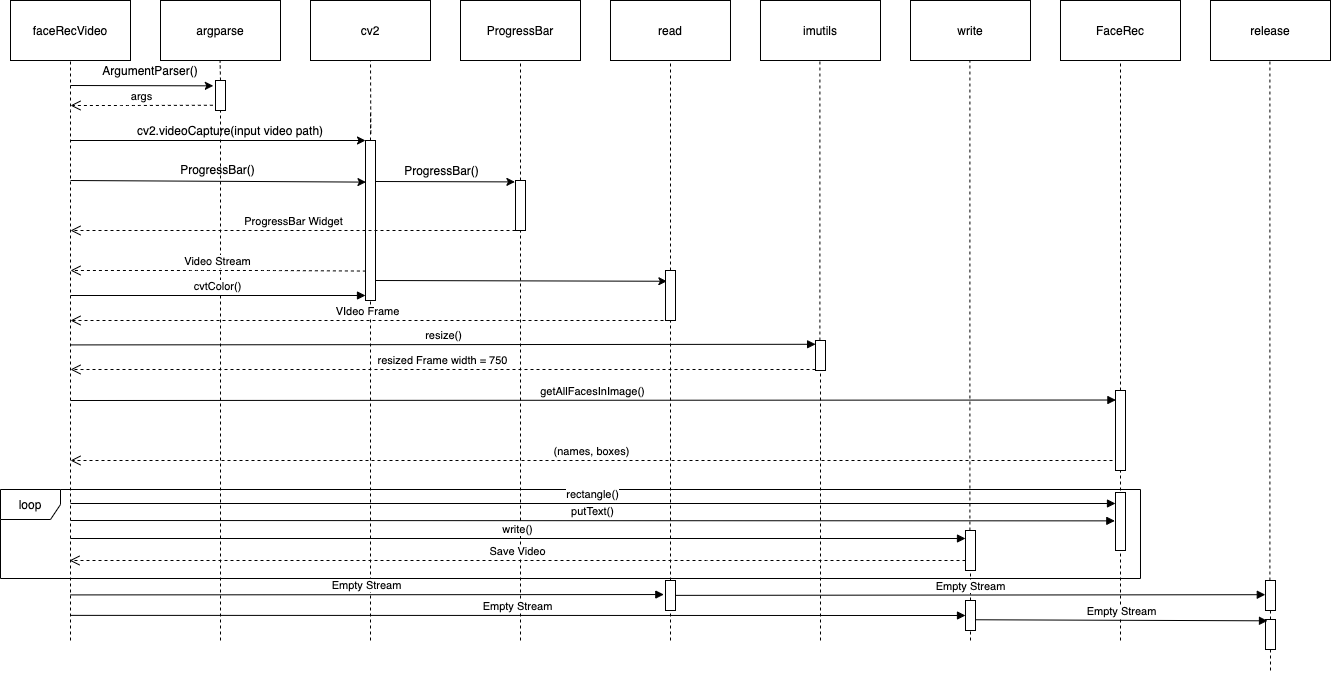 faceRecVideo
argparse
cv2
ProgressBar
read
imutils
write
FaceRec
release
ArgumentParser()
args
cv2.videoCapture(input video path)
ProgressBar()
ProgressBar()
ProgressBar Widget
Video Stream
cvtColor()
VIdeo Frame
resize()
resized Frame width = 750
getAllFacesInImage()
(names, boxes)
loop
rectangle()
putText()
write()
Save Video
Empty Stream
Empty Stream
Empty Stream
Empty Stream